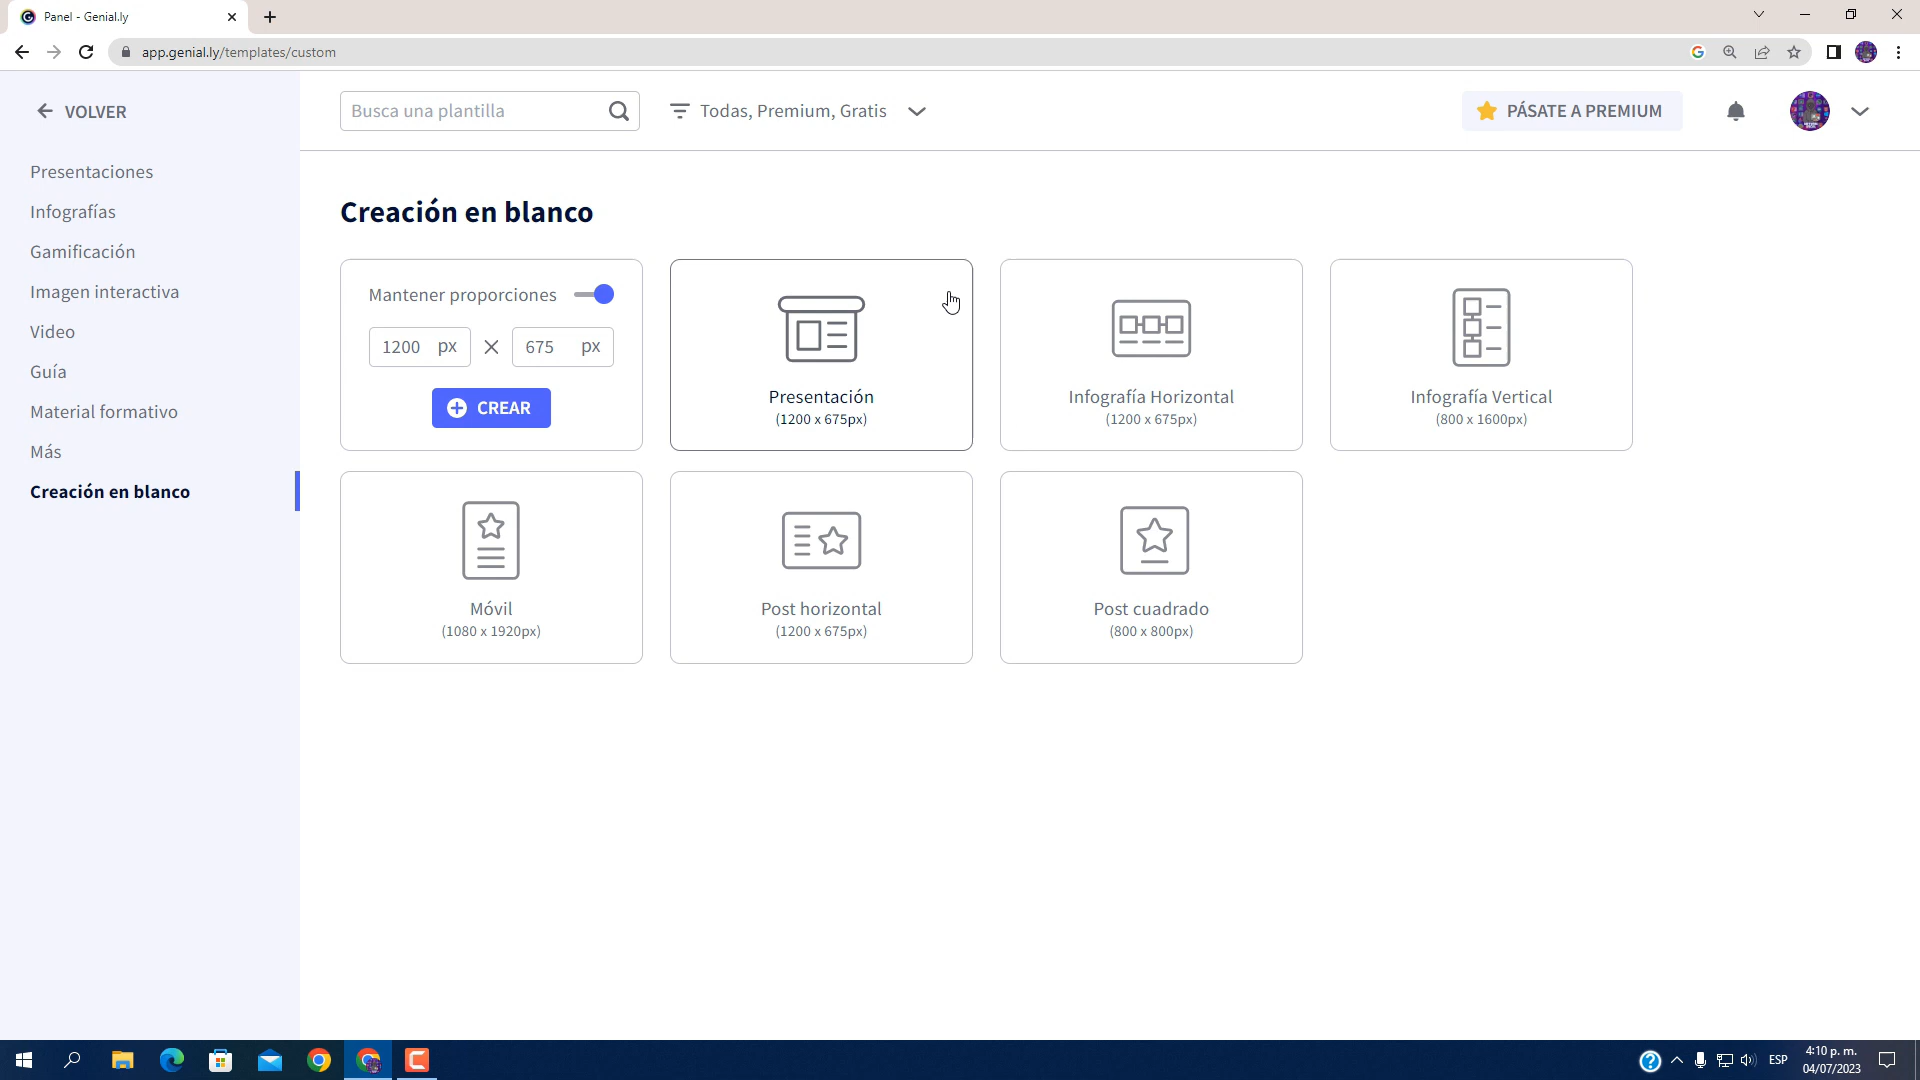 Panel - Genial.ly
app.genial.ly/templates/custom
VOLVER
Busca una plantilla
Todas, Premium, Gratis
PÁSATE A PREMIUM
Presentaciones
Infografías
Gamificación
Imagen interactiva
Video
Guía
Material formativo
Más
Creación en blanco
Creación en blanco
Mantener proporciones
1200 px
675 px
CREAR
Presentación
(1200 x 675px)
Infografía Horizontal
(1200 x 675px)
Infografía Vertical
(800 x 1600px)
Móvil
(1080 x 1920px)
Post horizontal
(1200 x 675px)
Post cuadrado
(800 x 800px)
ESP
4:10 p. m.
04/07/2023